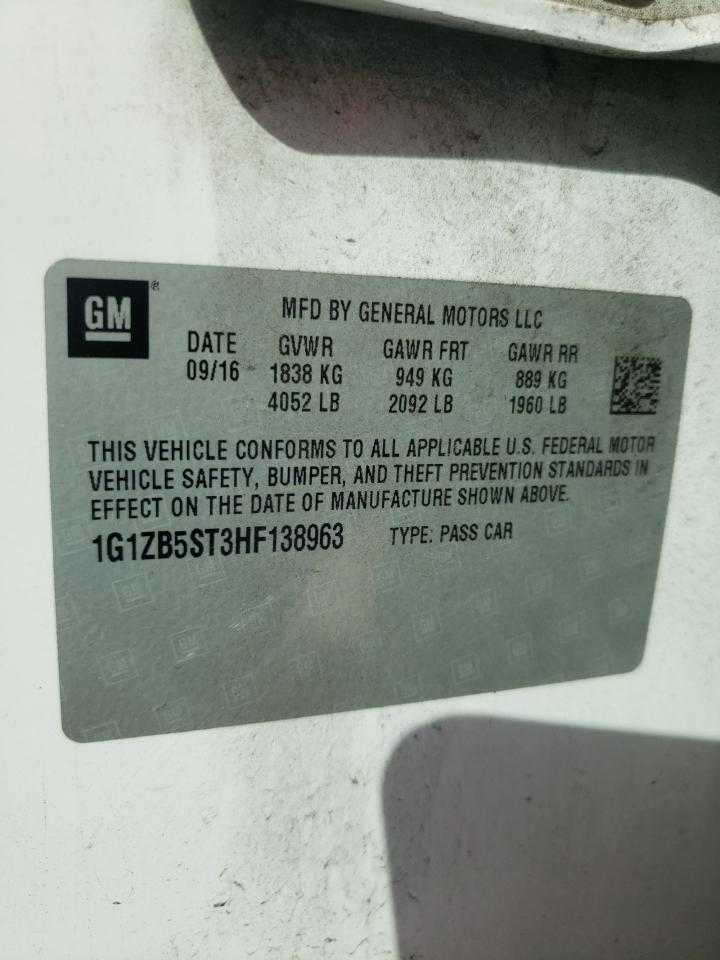 GM®
MFD BY GENERAL MOTORS LLC
DATE GVWR GAWR FRT GAWR RR
09/16 1838 KG 949 KG 889 KG
4052 LB 2092 LB 1960 LB
THIS VEHICLE CONFORMS TO ALL APPLICABLE U.S. FEDERAL MOTOR
VEHICLE SAFETY, BUMPER, AND THEFT PREVENTION STANDARDS IN
EFFECT ON THE DATE OF MANUFACTURE SHOWN ABOVE.
1G1ZB5ST3HF138963 TYPE: PASS CAR